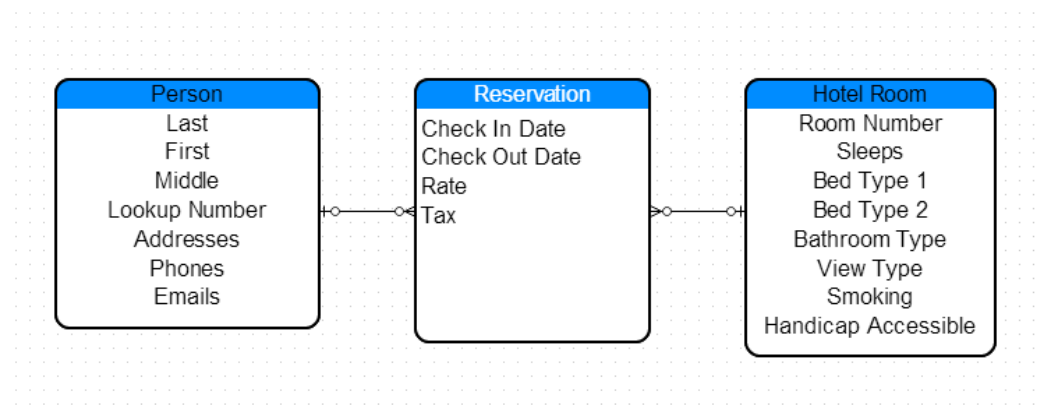 Person
Last
First
Middle
Lookup Number
Addresses
Phones
Emails
Reservation
Check In Date
Check Out Date
Rate
Tax
Hotel Room
Room Number
Sleeps
Bed Type 1
Bed Type 2
Bathroom Type
View Type
Smoking
Handicap Accessible